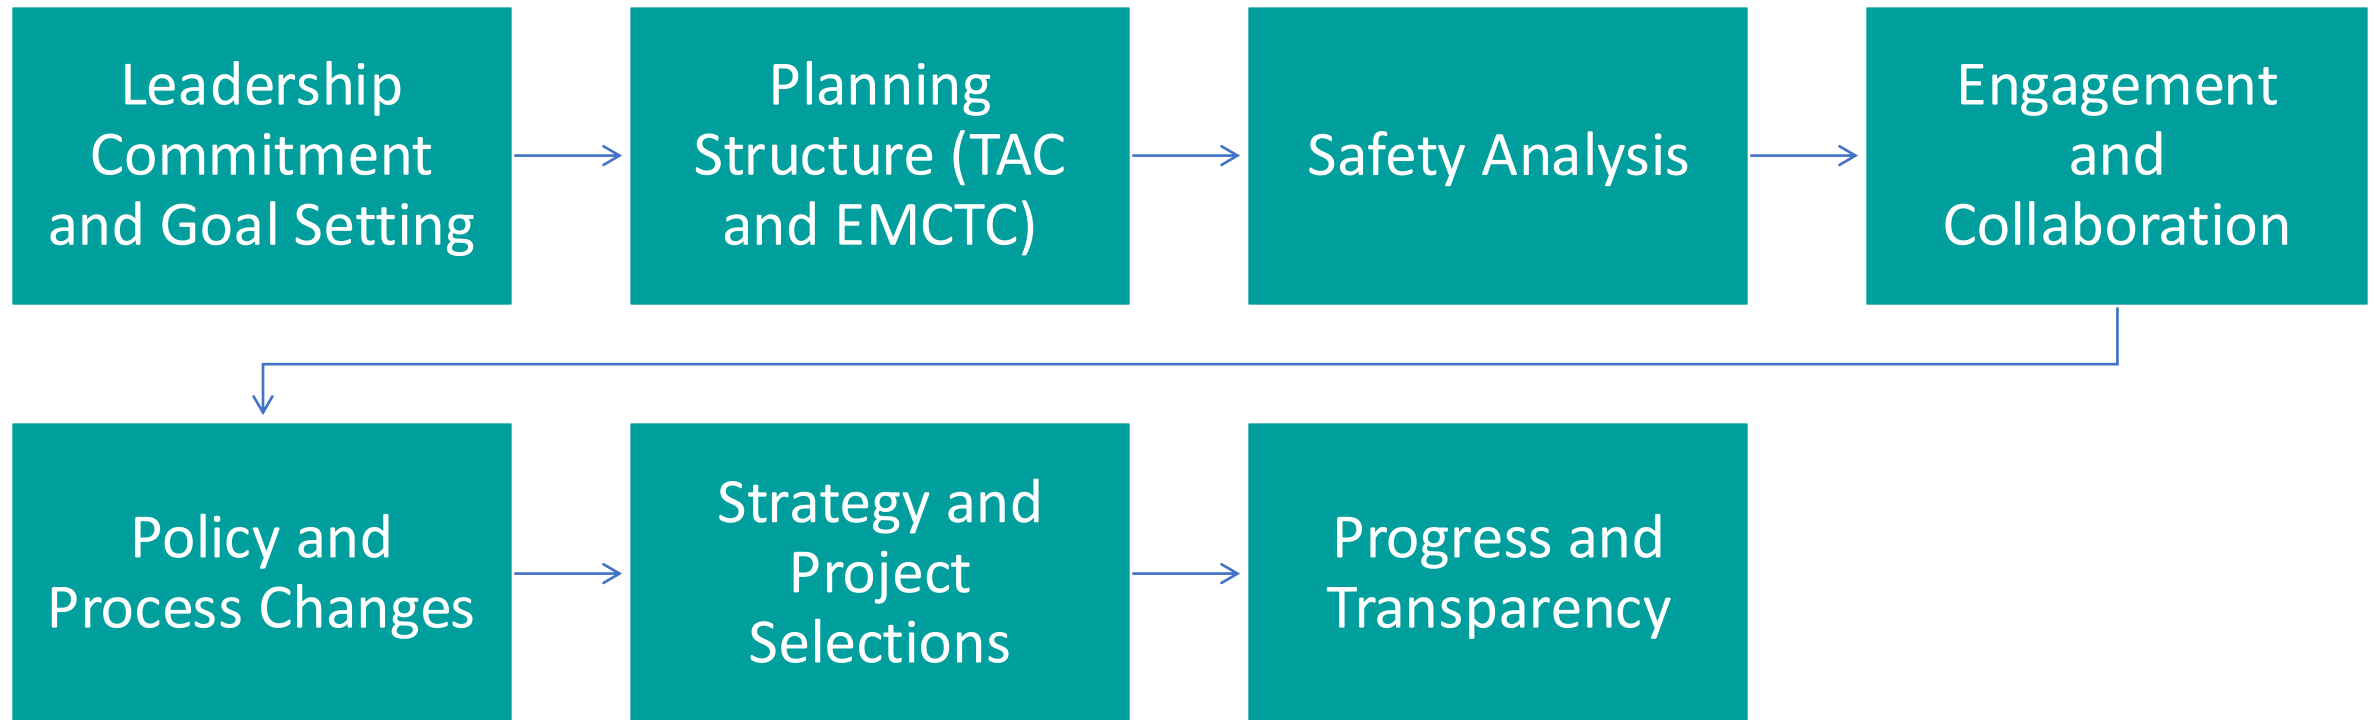 Leadership
Commitment
and Goal Setting
Planning
Structure (TAC
and EMCTC)
Safety Analysis
Engagement
and
Collaboration
Policy and
Process Changes
Strategy and
Project
Selections
Progress and
Transparency